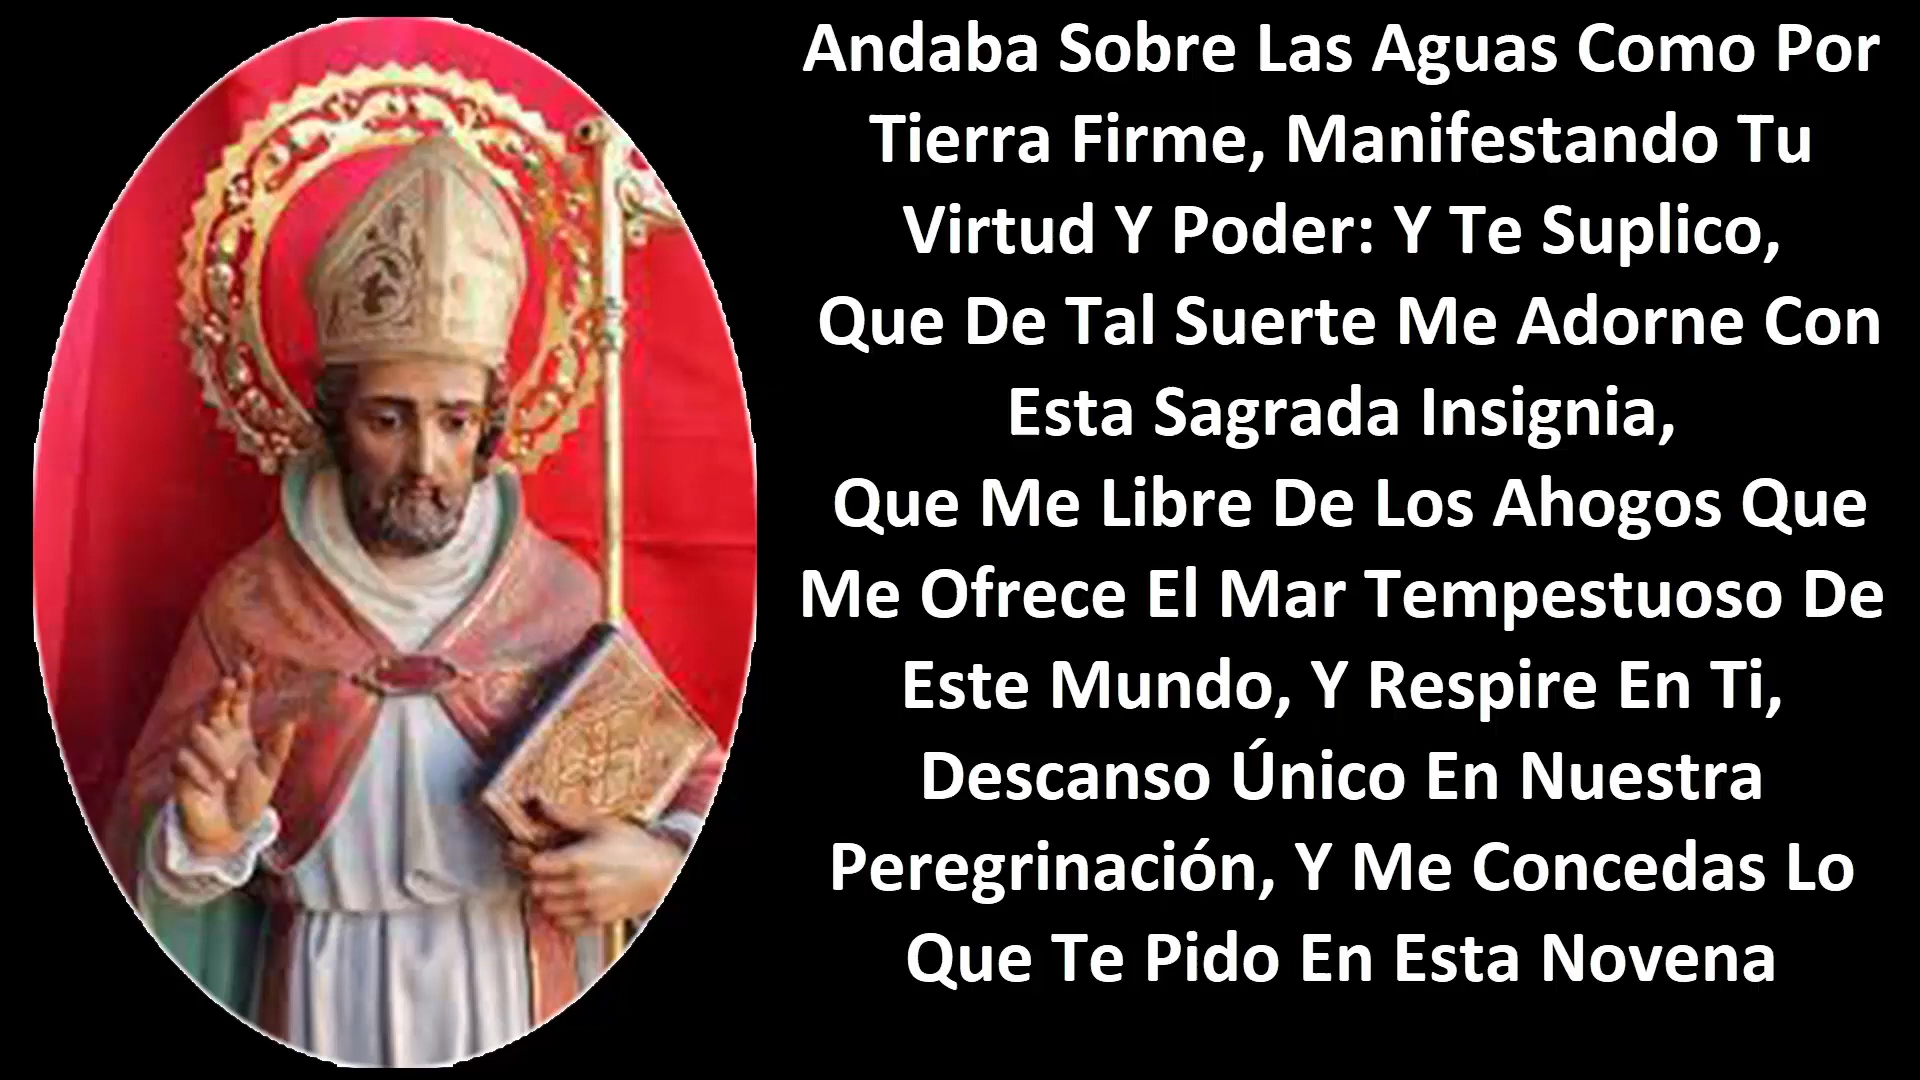 Andaba Sobre Las Aguas Como Por
Tierra Firme, Manifestando Tu
Virtud Y Poder: Y Te Suplico,
Que De Tal Suerte Me Adorne Con
Esta Sagrada Insignia,
Que Me Libre De Los Ahogos Que
Me Ofrece El Mar Tempestuoso De
Este Mundo, Y Respire En Ti,
Descanso Único En Nuestra
Peregrinación, Y Me Concedas Lo
Que Te Pido En Esta Novena